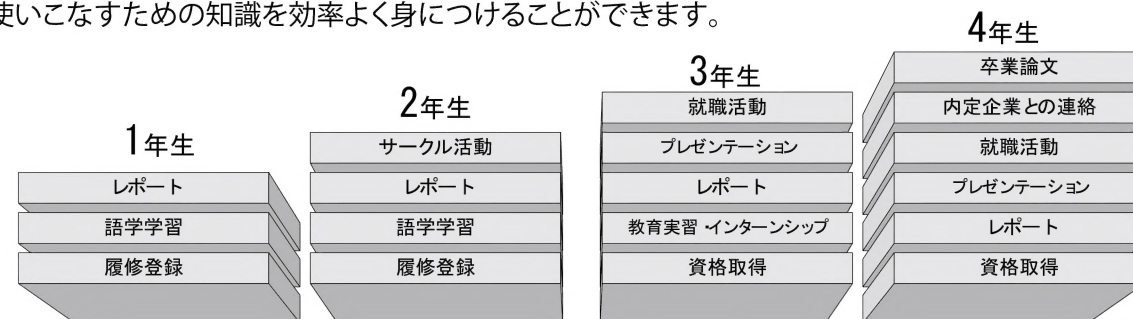 使いこなすための知識を効率よく身につけることができます。
1年生
レポート
語学学習
履修登録
2年生
サークル活動
レポート
語学学習
履修登録
3年生
就職活動
プレゼンテーション
レポート
教育実習・インターンシップ
資格取得
4年生
卒業論文
内定企業との連絡
就職活動
プレゼンテーション
レポート
資格取得